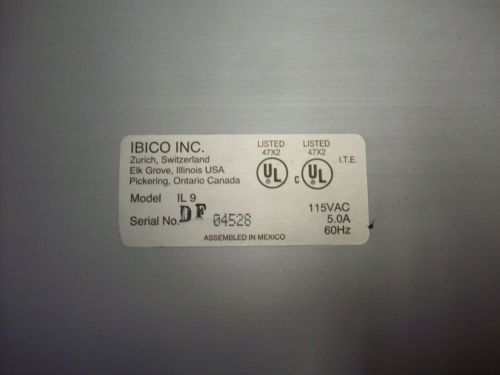 IBICO INC.
Zurich, Switzerland
Elk Grove, Illinois USA
Pickering, Ontario Canada
Model IL 9
Serial No. DF 04528
LISTED
47X2
UL
LISTED
47X2
C UL
I.T.E.
115VAC
5.0A
60Hz
ASSEMBLED IN MEXICO